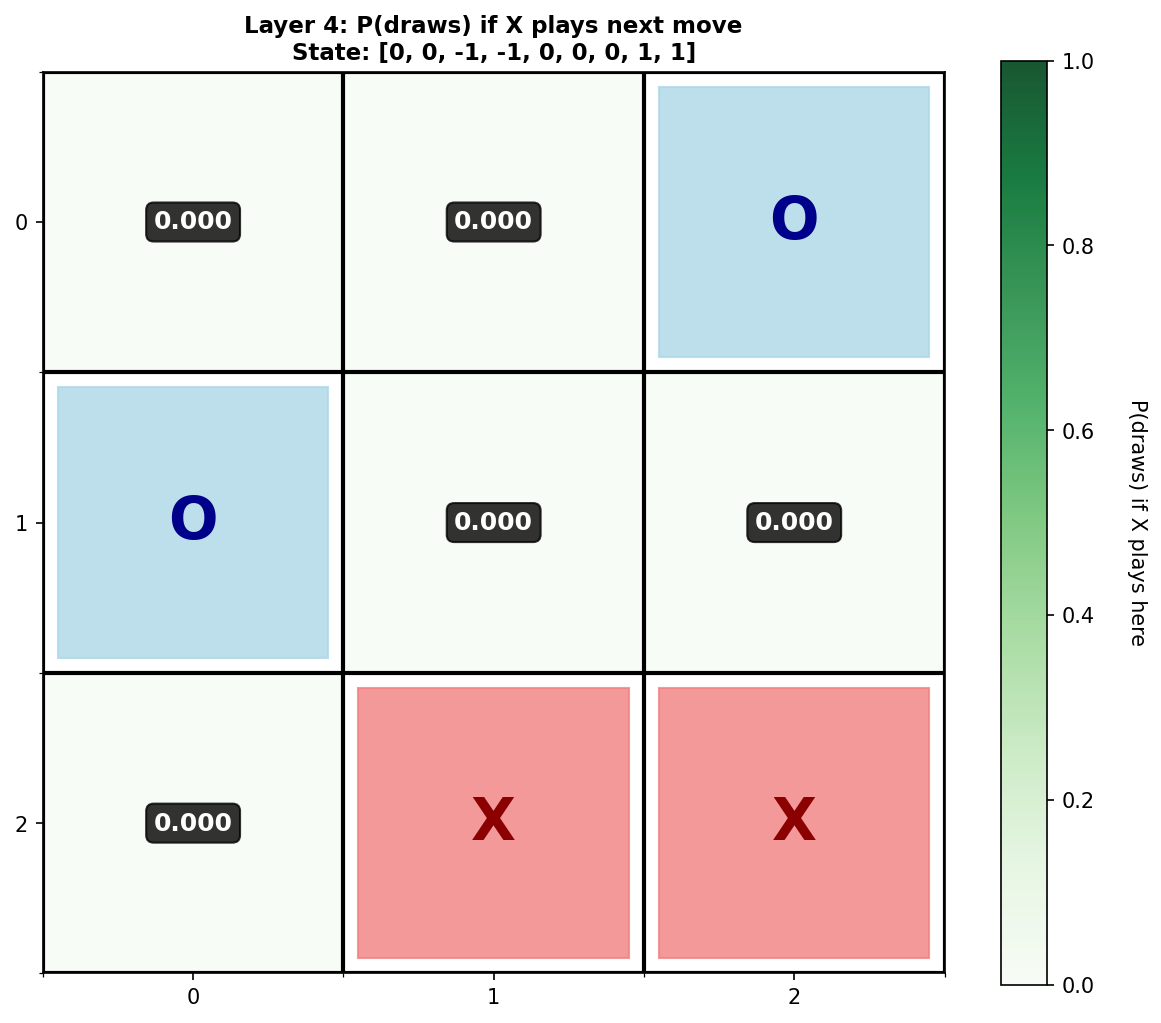 Layer 4: P(draws) if X plays next move
State: [0, 0, -1, -1, 0, 0, 0, 1, 1]
1.0
0.8
0.6
0.4
0.2
0.0
P(draws) if X plays here
0
0.000
0.000
O
1
O
0.000
0.000
2
0.000
X
X
0
1
2